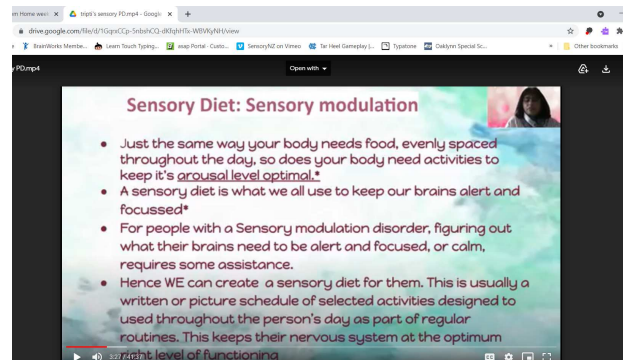 tripti's sensory PD.mp4 - Google
drive.google.com/file/d/1GqrxCCp-5nbshCQ-dKfqhHTx-WBVKyNH/view
BrainWorks Membe... Learn Touch Typing,... asap Portal - Custo... SensoryNZ on Vimeo Tar Heel Gameplay |... Typatone Oaklynn Special Sc... » Other bookmarks
PD.mp4 Open with
Sensory Diet: Sensory modulation
• Just the same way your body needs food, evenly spaced
throughout the day, so does your body need activities to
keep it's arousal level optimal.*
• A sensory diet is what we all use to keep our brains alert and
focussed*
• For people with a Sensory modulation disorder, figuring out
what their brains need to be alert and focused, or calm,
requires some assistance.
• Hence WE can create a sensory diet for them. This is usually a
written or picture schedule of selected activities designed to
used throughout the person's day as part of regular
routines. This keeps their nervous system at the optimum
level of functioning
3:27 / 41:37